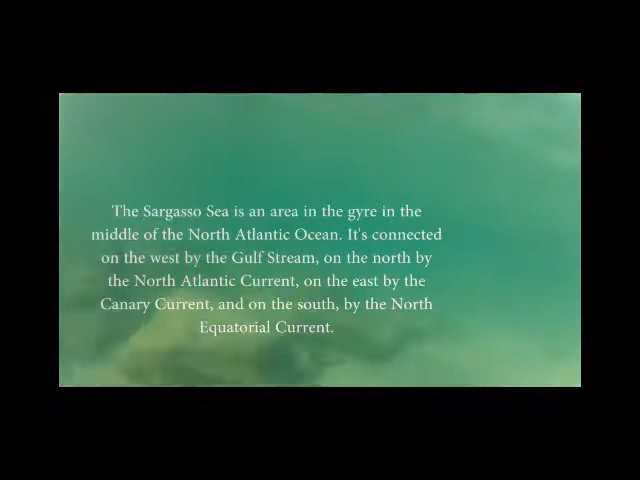 The Sargasso Sea is an area in the gyre in the
middle of the North Atlantic Ocean. It's connected
on the west by the Gulf Stream, on the north by
the North Atlantic Current, on the east by the
Canary Current, and on the south, by the North
Equatorial Current.